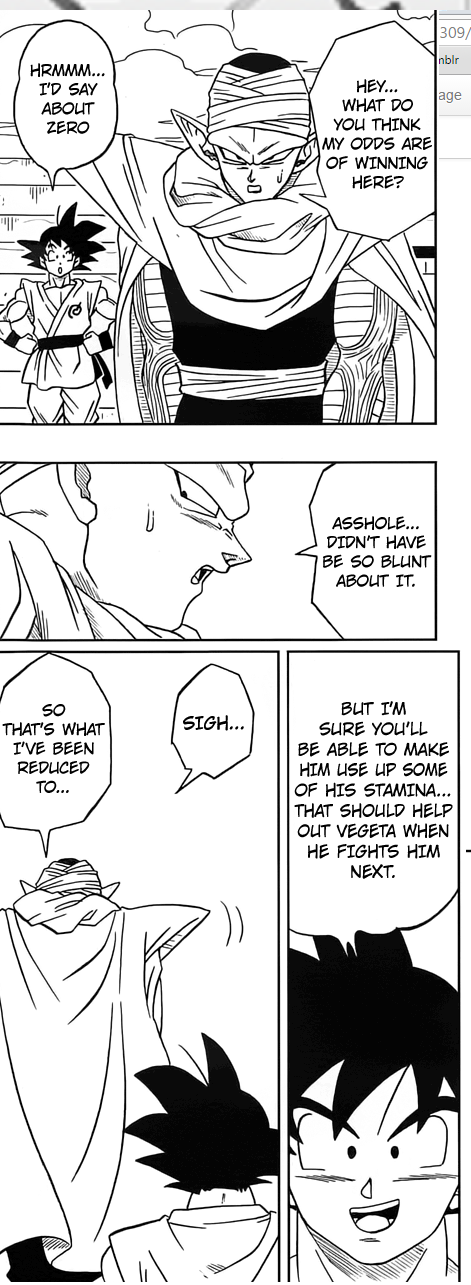 309/
mblr
age
HEY...
WHAT DO
YOU THINK
MY ODDS ARE
OF WINNING
HERE?
HRMMM...
I'D SAY
ABOUT
ZERO
ASSHOLE...
DIDN'T HAVE
BE SO BLUNT
ABOUT IT.
BUT I'M
SURE YOU'LL
BE ABLE TO MAKE
HIM USE UP SOME
OF HIS STAMINA...
THAT SHOULD HELP
OUT VEGETA WHEN
HE FIGHTS HIM
NEXT.
SIGH...
SO
THAT'S WHAT
I'VE BEEN
REDUCED
TO...